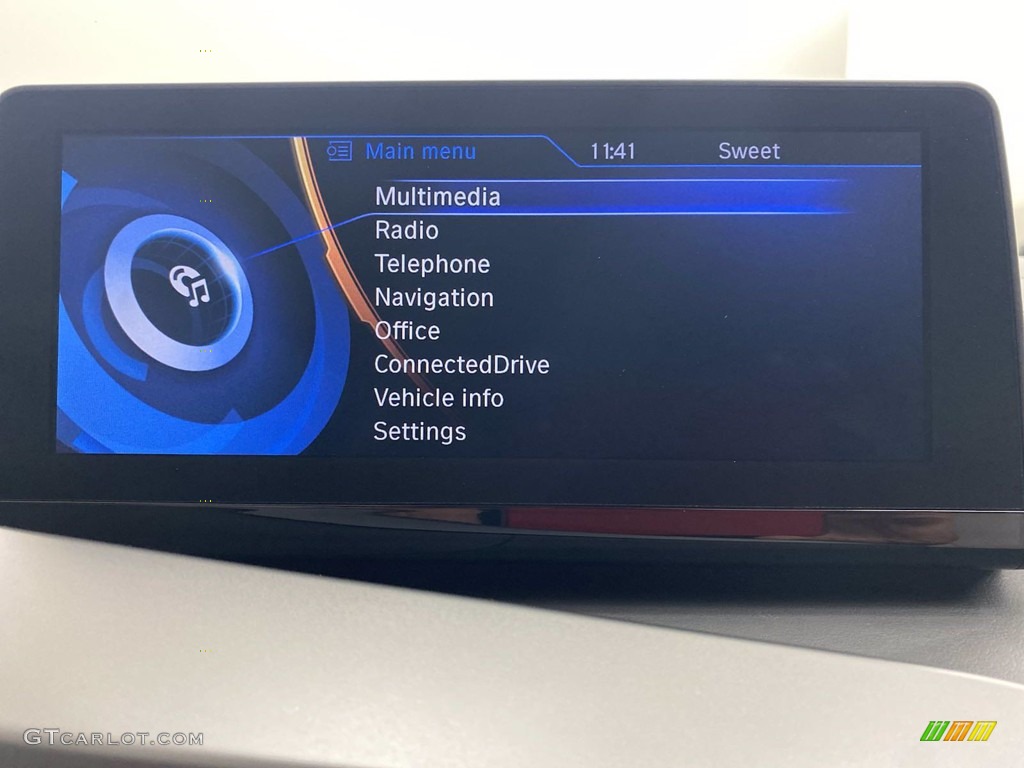 Main menu 11:41 Sweet
Multimedia
Radio
Telephone
Navigation
Office
ConnectedDrive
Vehicle info
Settings
GTCARLOT.COM